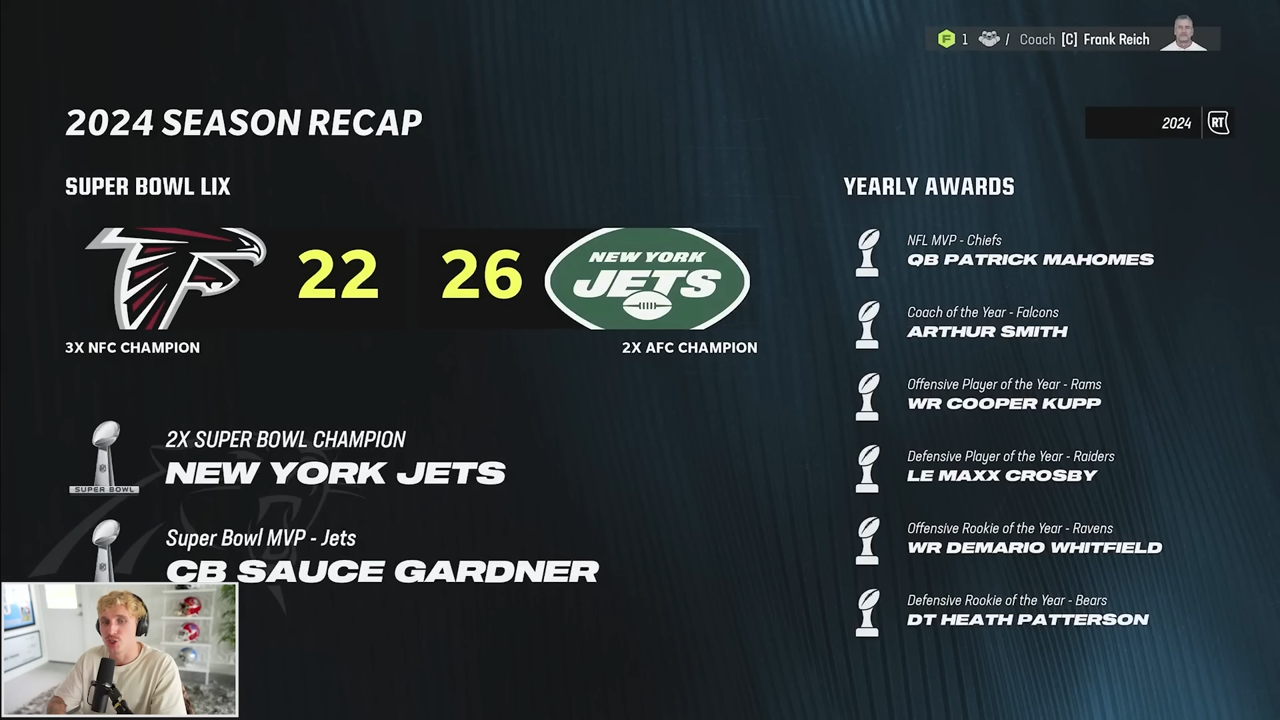 1 / Coach [C] Frank Reich
2024 SEASON RECAP
2024 RT
SUPER BOWL LIX
22 26
NEW YORK
JETS
3X NFC CHAMPION
2X AFC CHAMPION
2X SUPER BOWL CHAMPION
NEW YORK JETS
SUPER BOWL
Super Bowl MVP - Jets
CB SAUCE GARDNER
YEARLY AWARDS
NFL MVP - Chiefs
QB PATRICK MAHOMES
Coach of the Year - Falcons
ARTHUR SMITH
Offensive Player of the Year - Rams
WR COOPER KUPP
Defensive Player of the Year - Raiders
LE MAXX CROSBY
Offensive Rookie of the Year - Ravens
WR DEMARIO WHITFIELD
Defensive Rookie of the Year - Bears
DT HEATH PATTERSON